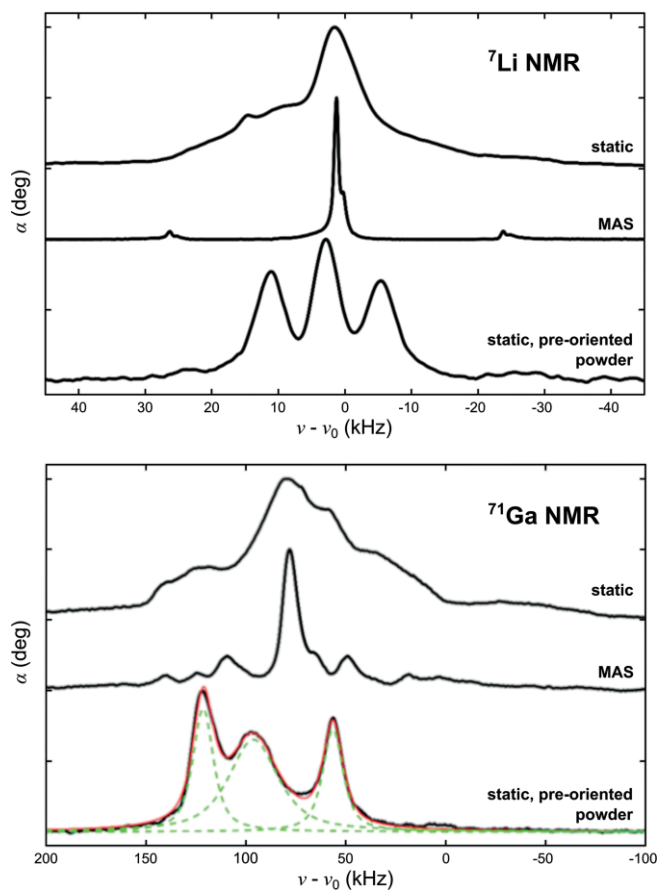 ⁷Li NMR
static
α (deg)
MAS
static, pre-oriented
powder
40 30 20 10 0 -10 -20 -30 -40
ν - ν₀ (kHz)
⁷¹Ga NMR
static
α (deg)
MAS
static, pre-oriented
powder
200 150 100 50 0 -50 -100
ν - ν₀ (kHz)